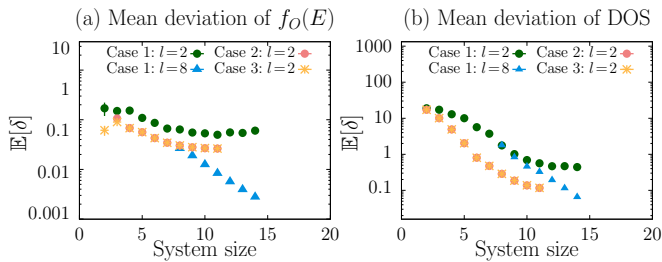 (a) Mean deviation of f_O(E)
10
1
0.1
0.01
0.001
𝔼[δ]
Case 1: l=2
Case 1: l=8
Case 2: l=2
Case 3: l=2
0 5 10 15 20
System size
(b) Mean deviation of DOS
1000
100
10
1
0.1
𝔼[δ]
Case 1: l=2
Case 1: l=8
Case 2: l=2
Case 3: l=2
0 5 10 15 20
System size